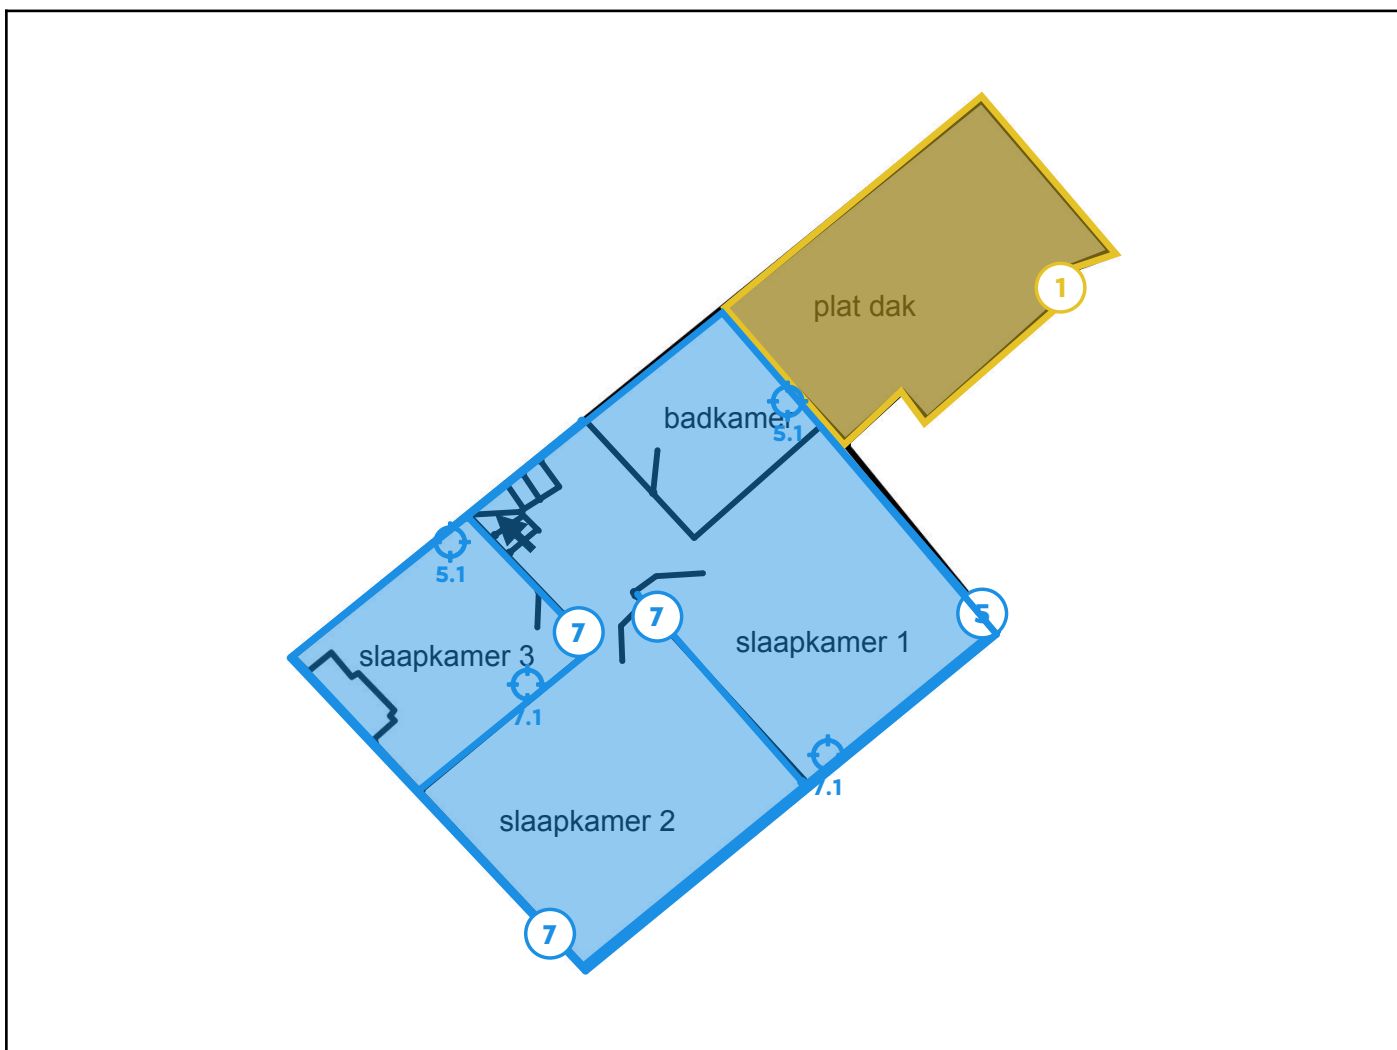 1
plat dak
badkamer
5.1
5.1
7
7
5
slaapkamer 1
slaapkamer 3
7.1
7.1
slaapkamer 2
7